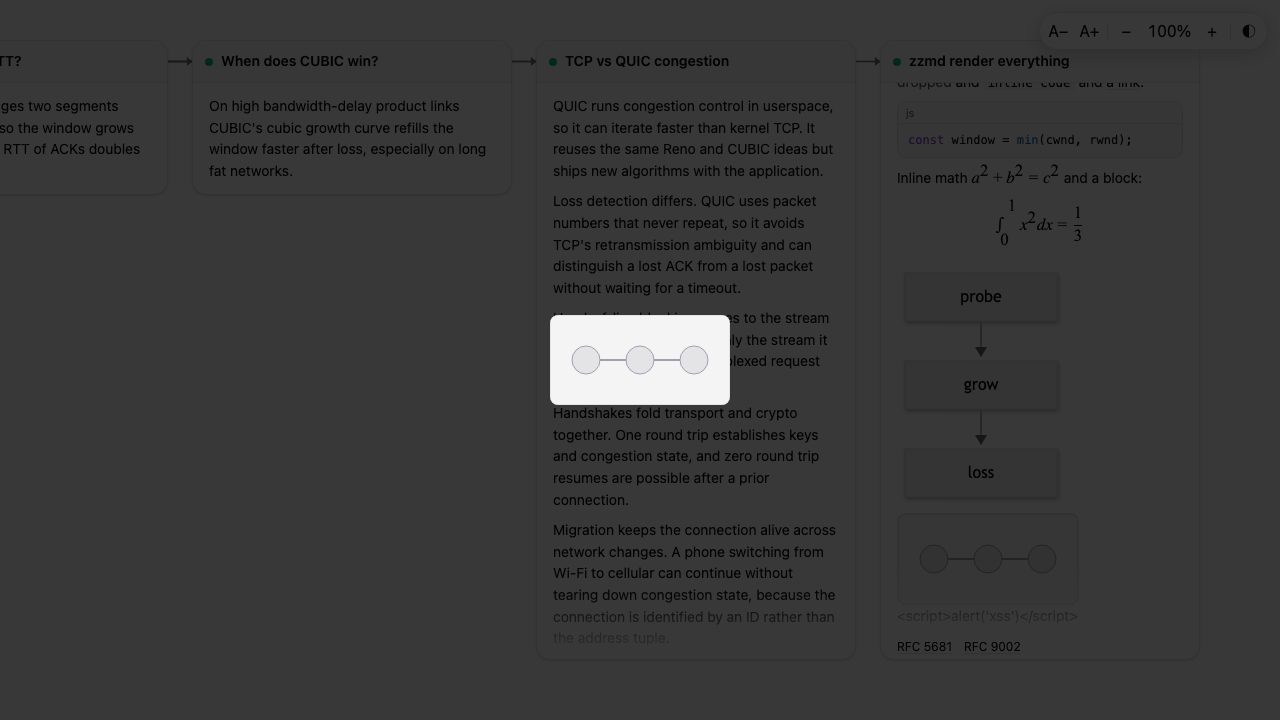 A− A+ − 100% +
TT?
ges two segments
so the window grows
RTT of ACKs doubles
When does CUBIC win?
On high bandwidth-delay product links
CUBIC's cubic growth curve refills the
window faster after loss, especially on long
fat networks.
TCP vs QUIC congestion
QUIC runs congestion control in userspace,
so it can iterate faster than kernel TCP. It
reuses the same Reno and CUBIC ideas but
ships new algorithms with the application.
Loss detection differs. QUIC uses packet
numbers that never repeat, so it avoids
TCP's retransmission ambiguity and can
distinguish a lost ACK from a lost packet
without waiting for a timeout.
to the stream
the stream it
request
Handshakes fold transport and crypto
together. One round trip establishes keys
and congestion state, and zero round trip
resumes are possible after a prior
connection.
Migration keeps the connection alive across
network changes. A phone switching from
Wi-Fi to cellular can continue without
tearing down congestion state, because the
connection is identified by an ID rather than
the address tuple.
zzmd render everything
dropped and inline code and a link.
js
const window = min(cwnd, rwnd);
Inline math a² + b² = c² and a block:
∫₀¹ x² dx = 1/3
probe
grow
loss
<script>alert('xss')</script>
RFC 5681 RFC 9002